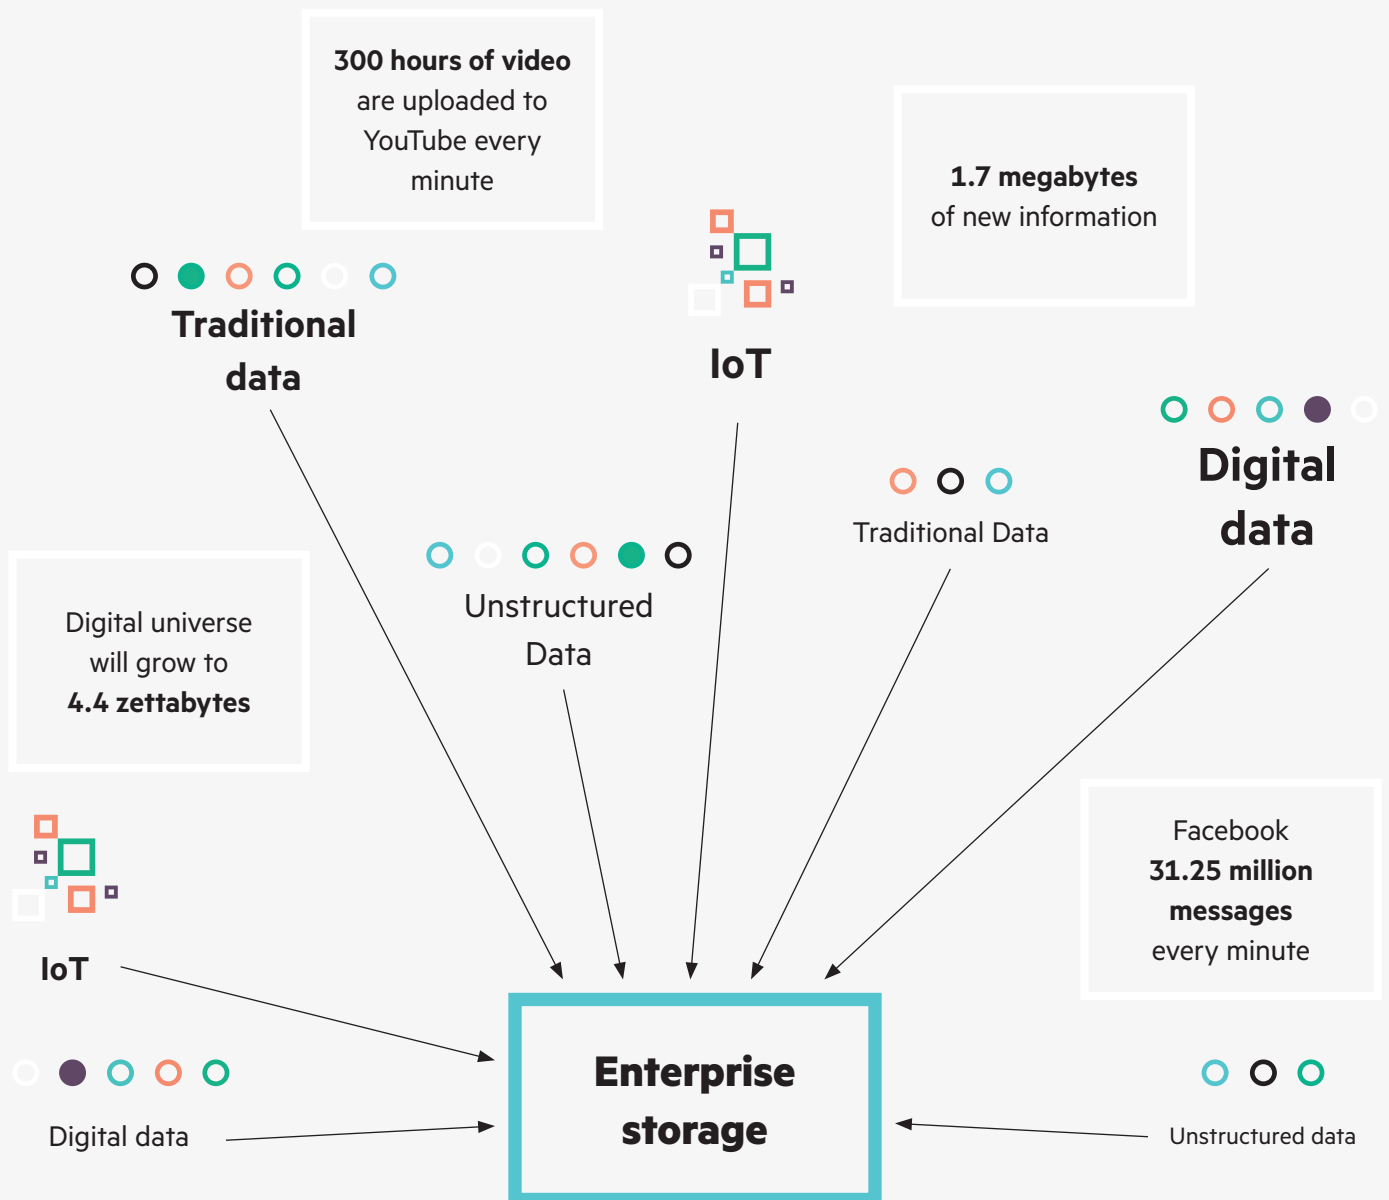 300 hours of video
are uploaded to
YouTube every
minute
1.7 megabytes
of new information
Traditional
data
IoT
Digital
data
Traditional Data
Unstructured
Data
Digital universe
will grow to
4.4 zettabytes
Facebook
31.25 million
messages
every minute
IoT
Enterprise
storage
Digital data
Unstructured data